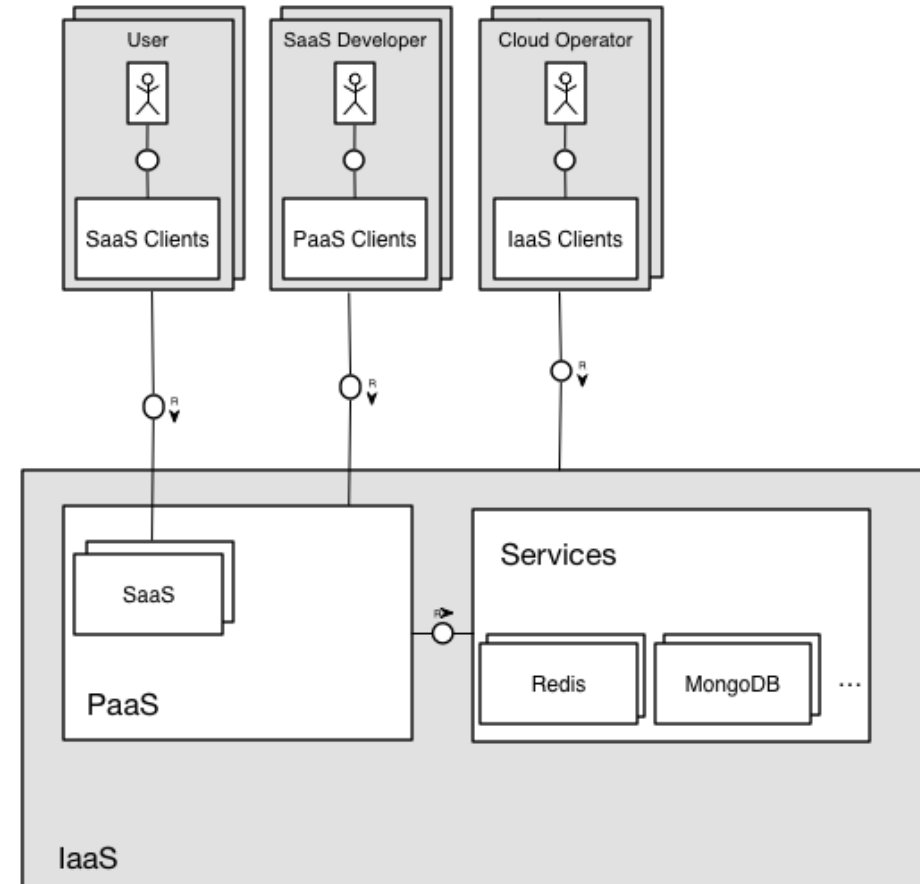 User
SaaS Developer
Cloud Operator
SaaS Clients
PaaS Clients
IaaS Clients
R
R
R
Services
SaaS
R
Redis
MongoDB
...
PaaS
IaaS